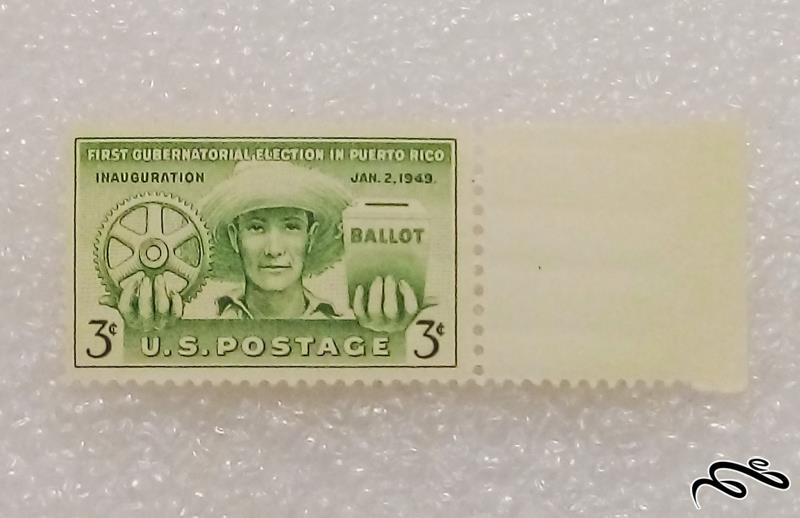 FIRST GUBERNATORIAL ELECTION IN PUERTO RICO
INAUGURATION JAN. 2, 1949.
BALLOT
3¢ U.S. POSTAGE 3¢